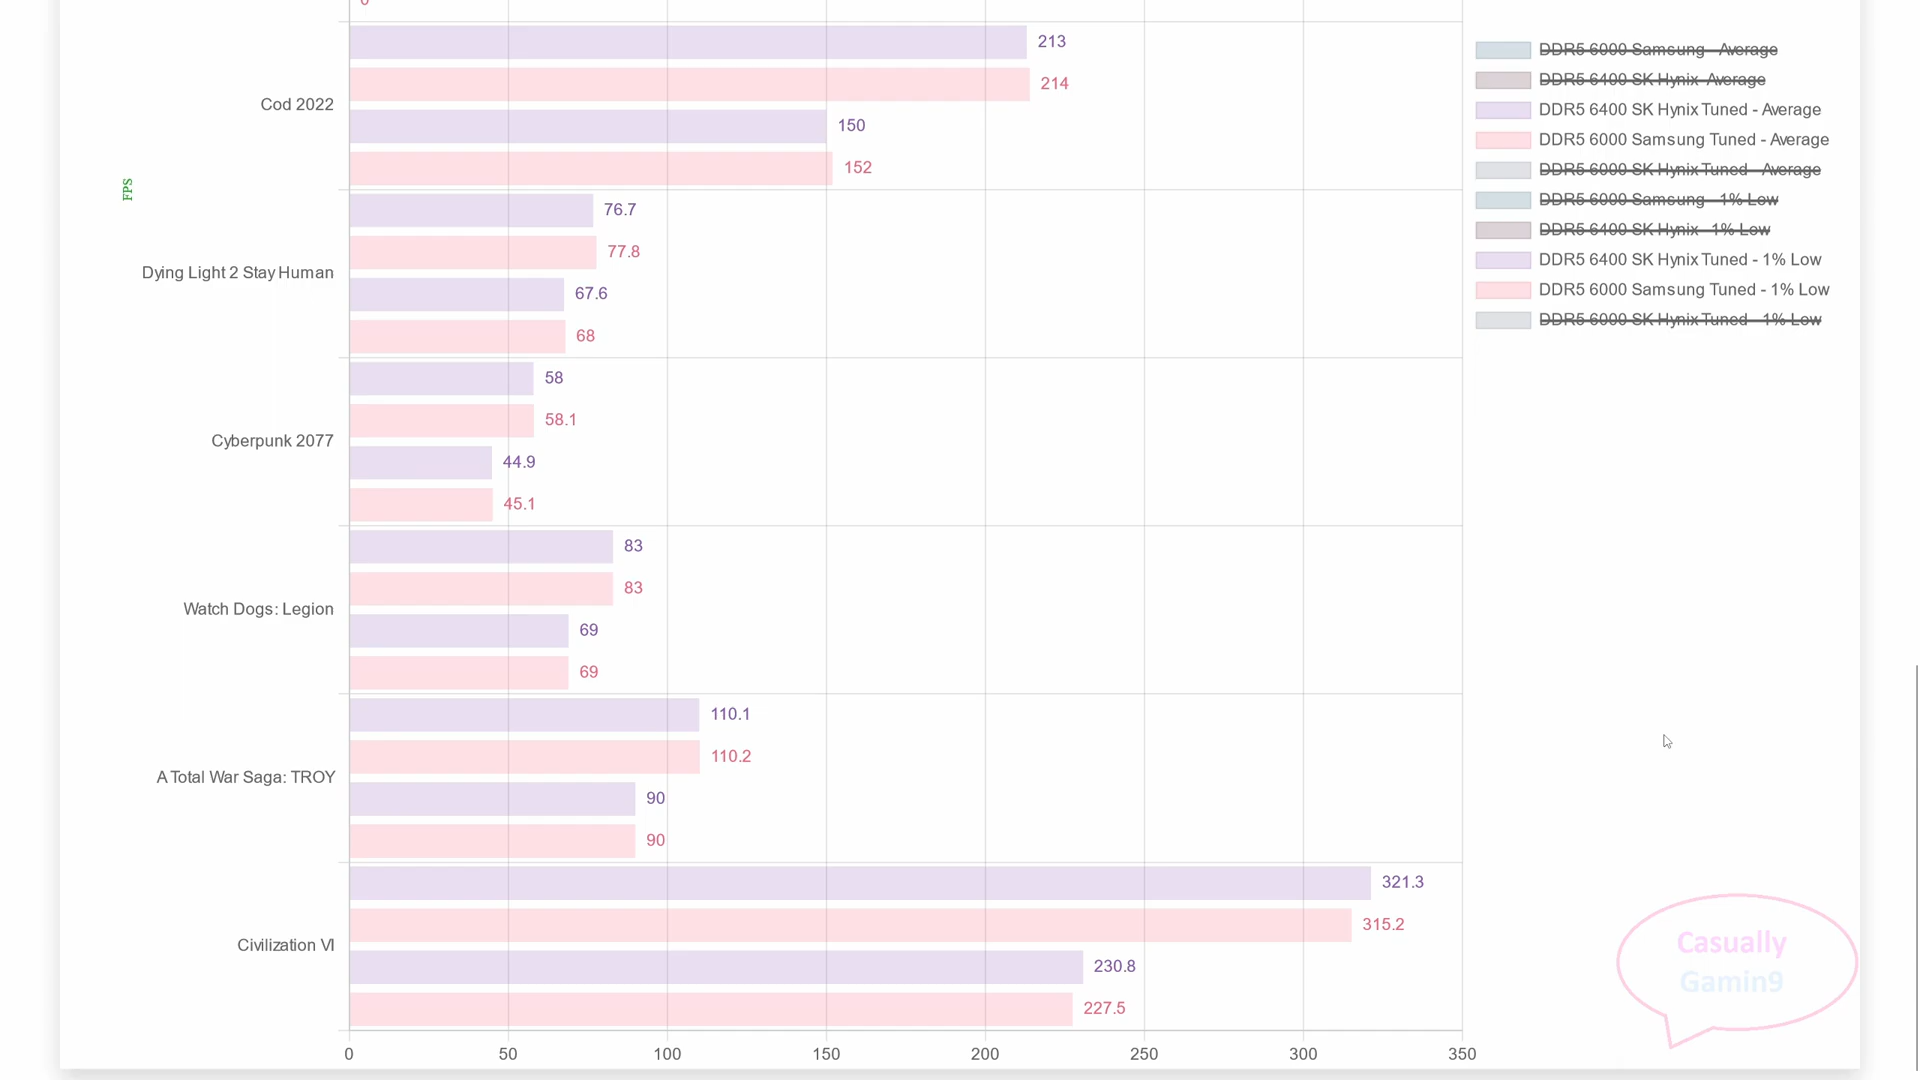 0
213
214
Cod 2022
150
152
FPS
76.7
77.8
Dying Light 2 Stay Human
67.6
68
58
58.1
Cyberpunk 2077
44.9
45.1
83
83
Watch Dogs: Legion
69
69
110.1
110.2
A Total War Saga: TROY
90
90
321.3
315.2
Civilization VI
230.8
227.5
0 50 100 150 200 250 300 350
DDR5 6000 Samsung - Average
DDR5 6400 SK Hynix- Average
DDR5 6400 SK Hynix Tuned - Average
DDR5 6000 Samsung Tuned - Average
DDR5 6000 SK Hynix Tuned - Average
DDR5 6000 Samsung - 1% Low
DDR5 6400 SK Hynix - 1% Low
DDR5 6400 SK Hynix Tuned - 1% Low
DDR5 6000 Samsung Tuned - 1% Low
DDR5 6000 SK Hynix Tuned - 1% Low
Casually
Gamin9